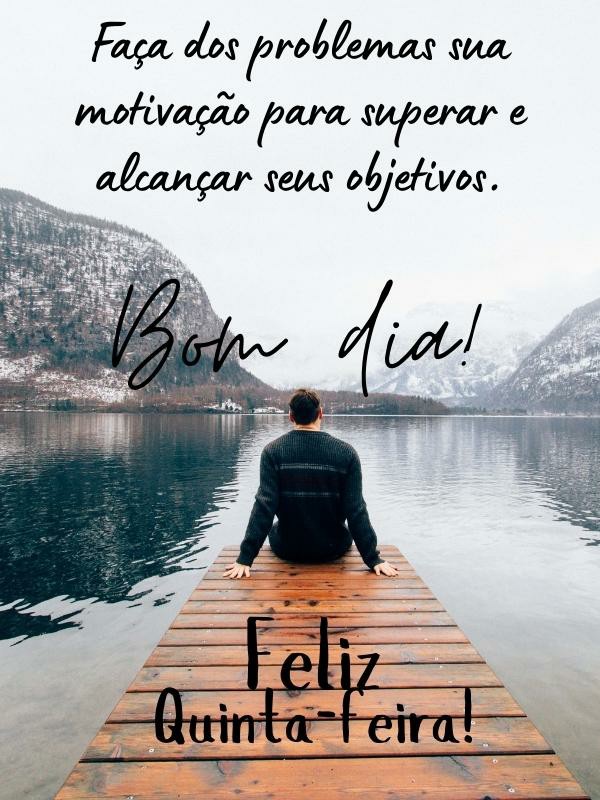 Faça dos problemas sua
motivação para superar e
alcançar seus objetivos.
Bom dia!
Feliz
Quinta-feira!